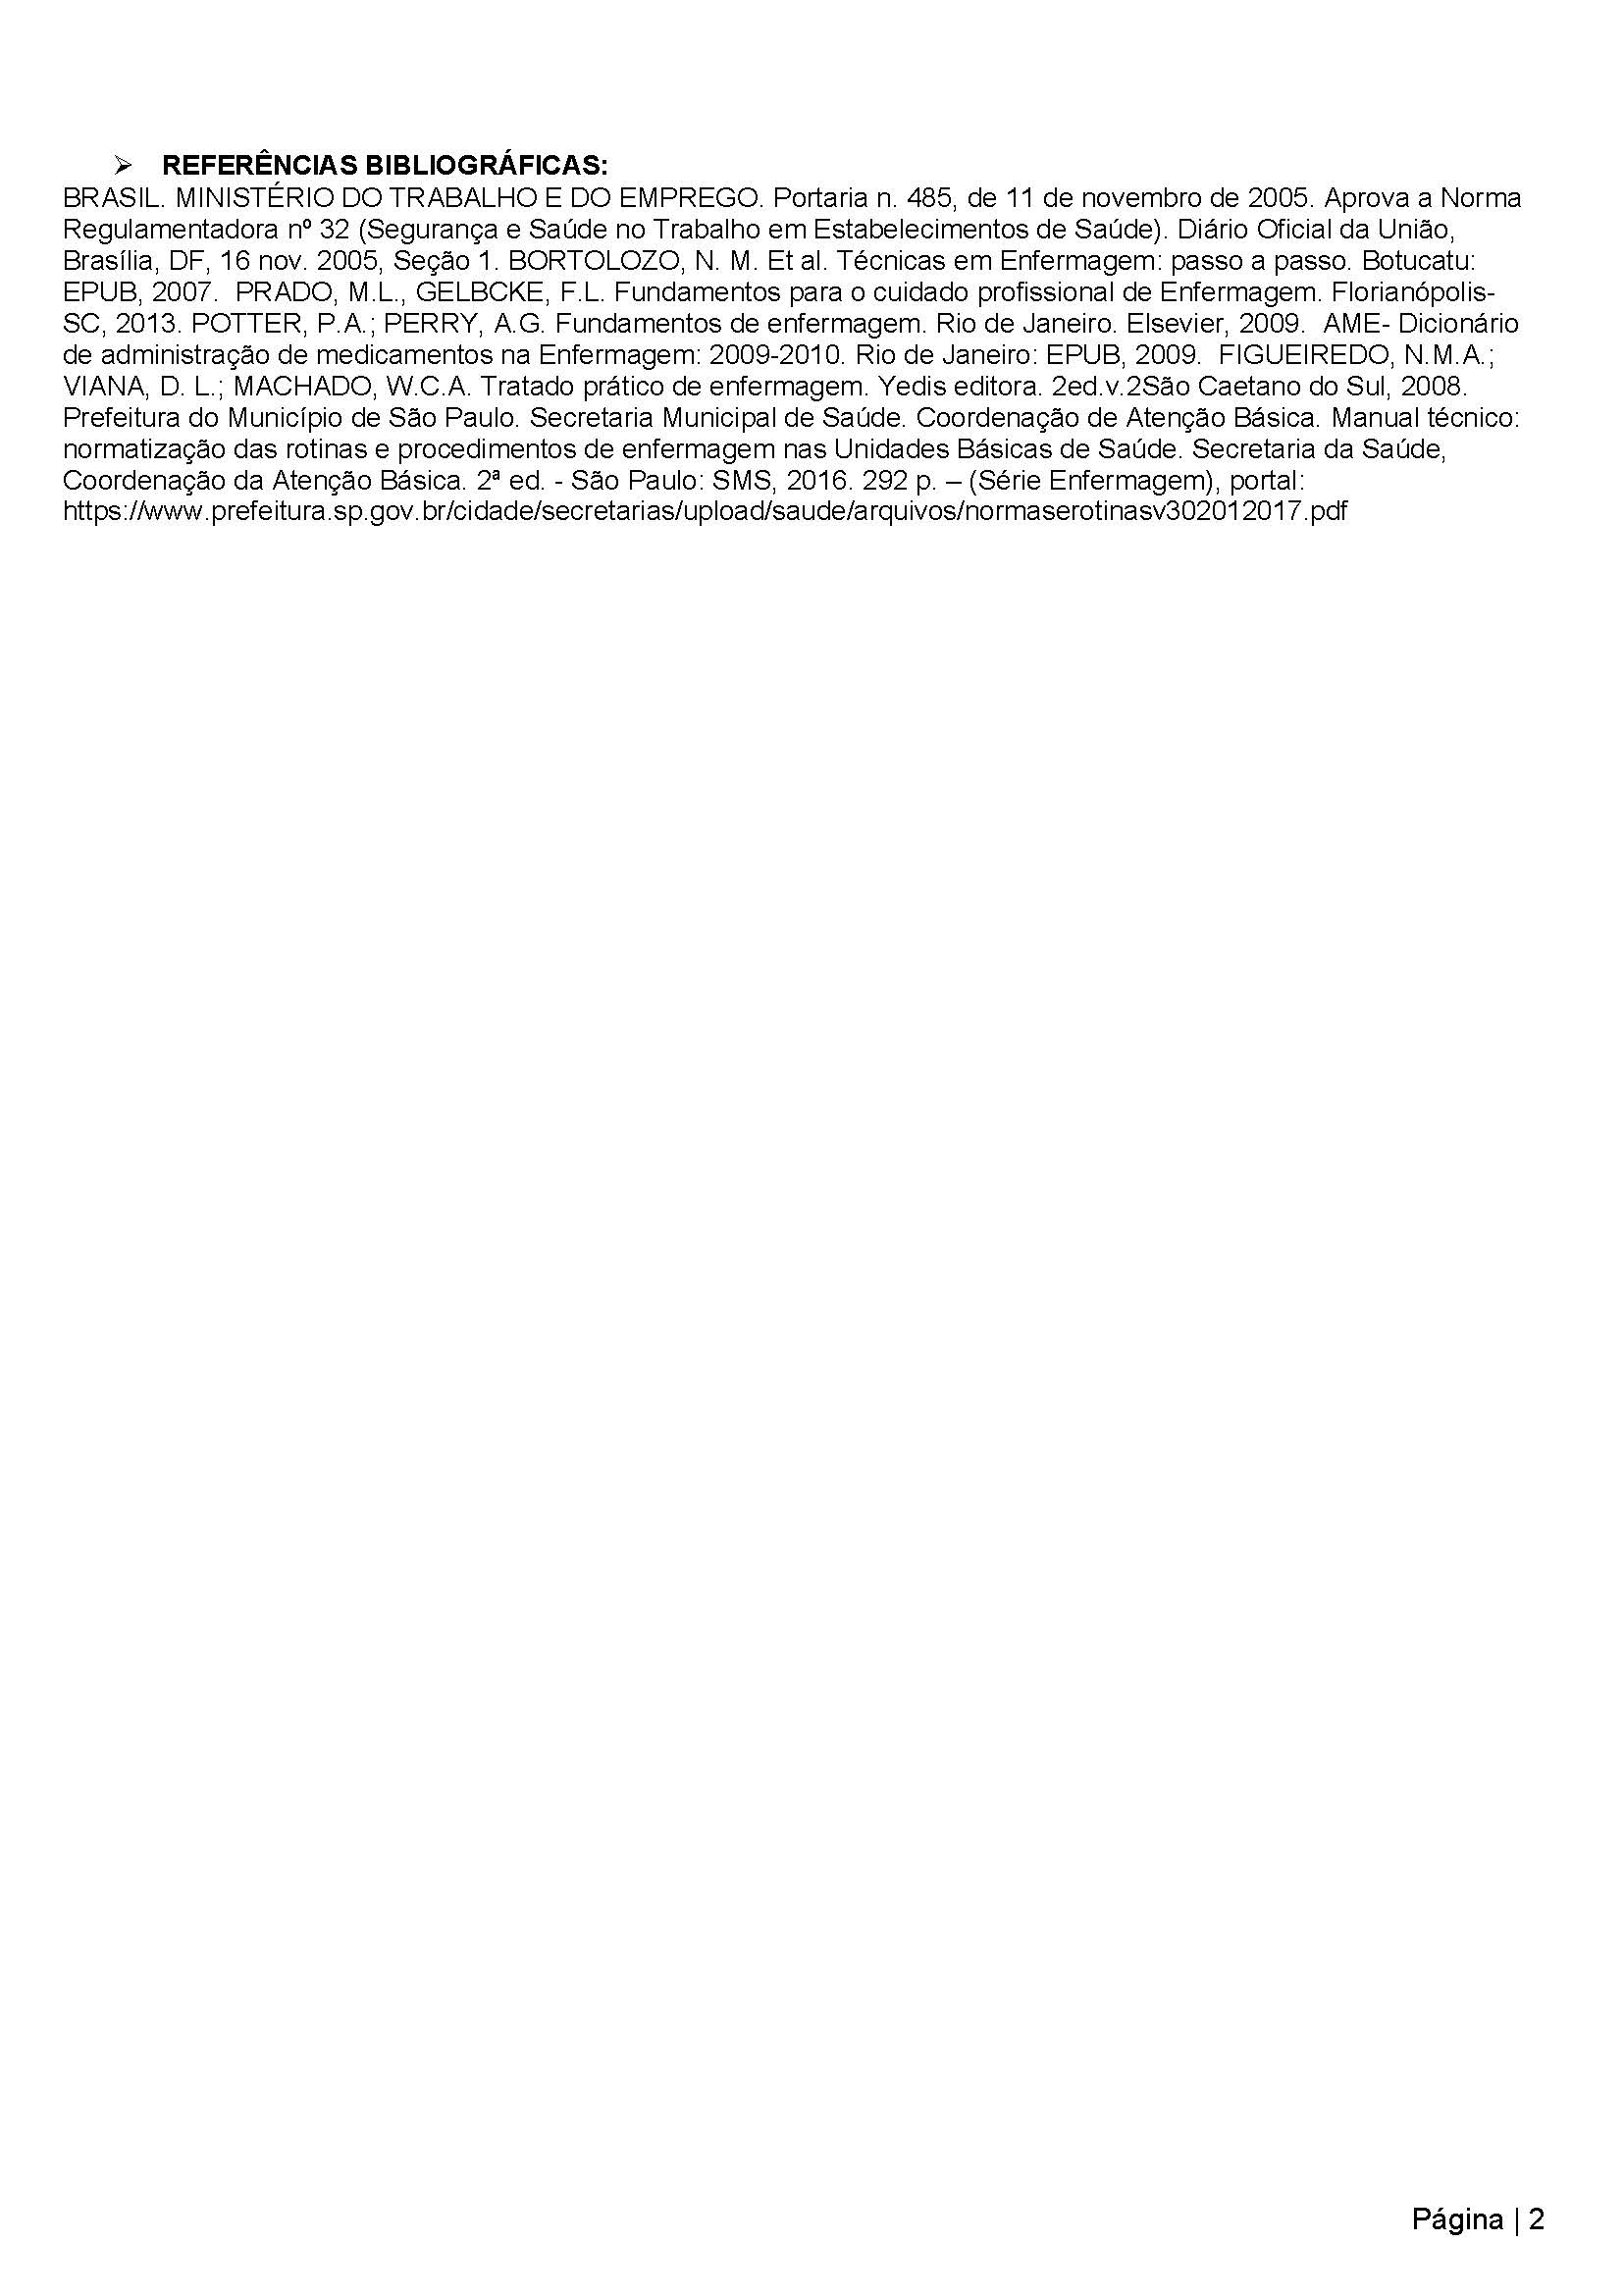 ➢ REFERÊNCIAS BIBLIOGRÁFICAS:
BRASIL. MINISTÉRIO DO TRABALHO E DO EMPREGO. Portaria n. 485, de 11 de novembro de 2005. Aprova a Norma
Regulamentadora nº 32 (Segurança e Saúde no Trabalho em Estabelecimentos de Saúde). Diário Oficial da União,
Brasília, DF, 16 nov. 2005, Seção 1. BORTOLOZO, N. M. Et al. Técnicas em Enfermagem: passo a passo. Botucatu:
EPUB, 2007.  PRADO, M.L., GELBCKE, F.L. Fundamentos para o cuidado profissional de Enfermagem. Florianópolis-
SC, 2013. POTTER, P.A.; PERRY, A.G. Fundamentos de enfermagem. Rio de Janeiro. Elsevier, 2009.  AME- Dicionário
de administração de medicamentos na Enfermagem: 2009-2010. Rio de Janeiro: EPUB, 2009.  FIGUEIREDO, N.M.A.;
VIANA, D. L.; MACHADO, W.C.A. Tratado prático de enfermagem. Yedis editora. 2ed.v.2São Caetano do Sul, 2008.
Prefeitura do Município de São Paulo. Secretaria Municipal de Saúde. Coordenação de Atenção Básica. Manual técnico:
normatização das rotinas e procedimentos de enfermagem nas Unidades Básicas de Saúde. Secretaria da Saúde,
Coordenação da Atenção Básica. 2ª ed. - São Paulo: SMS, 2016. 292 p. – (Série Enfermagem), portal:
https://www.prefeitura.sp.gov.br/cidade/secretarias/upload/saude/arquivos/normaserotinasv302012017.pdf
Página | 2